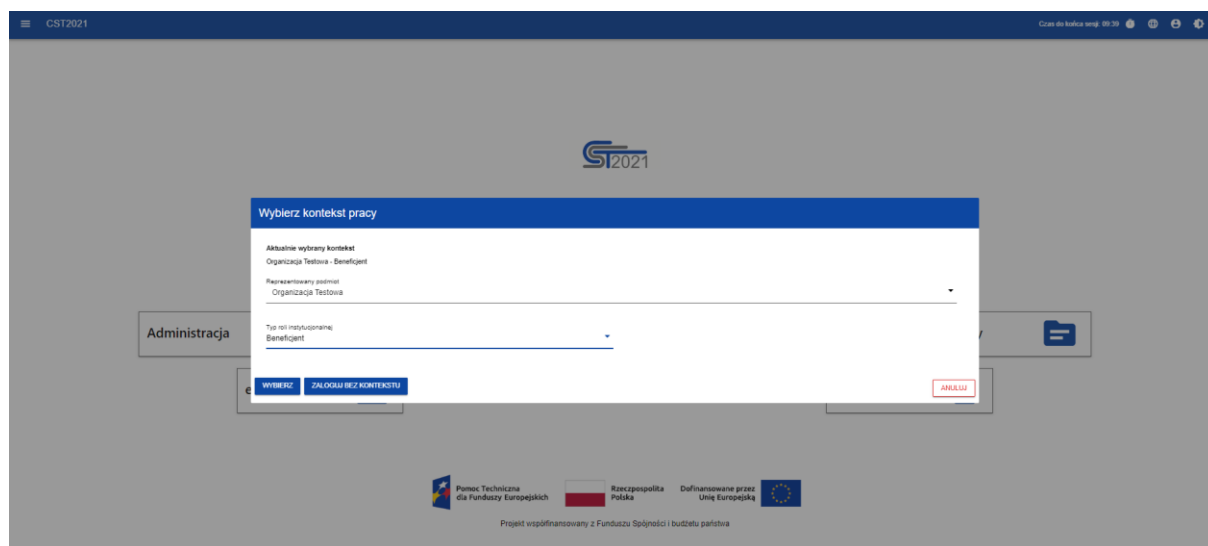 CST2021
Czas do końca sesji: 09:39
2021
Wybierz kontekst pracy
Aktualnie wybrany kontekst
Organizacja Testowa - Beneficjent
Reprezentowany podmiot
Organizacja Testowa
Typ roli instytucjonalnej
Beneficjent
Administracja
y
e
WYBIERZ
ZALOGUJ BEZ KONTEKSTU
ANULUJ
Pomoc Techniczna
dla Funduszy Europejskich
Rzeczpospolita
Polska
Dofinansowane przez
Unię Europejską
Projekt współfinansowany z Funduszu Spójności i budżetu państwa